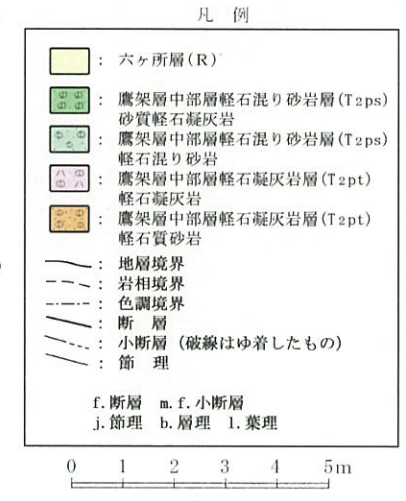 凡 例
: 六ヶ所層(R)
: 鷹架層中部層軽石混り砂岩層(T2ps)
砂質軽石凝灰岩
: 鷹架層中部層軽石混り砂岩層(T2ps)
軽石混り砂岩
: 鷹架層中部層軽石凝灰岩層(T2pt)
軽石凝灰岩
: 鷹架層中部層軽石凝灰岩層(T2pt)
軽石質砂岩
: 地層境界
: 岩相境界
: 色調境界
: 断 層
: 小断層 (破線はゆ着したもの)
: 節 理
f.断層 m.f.小断層
j.節理 b.層理 l.葉理
0 1 2 3 4 5m